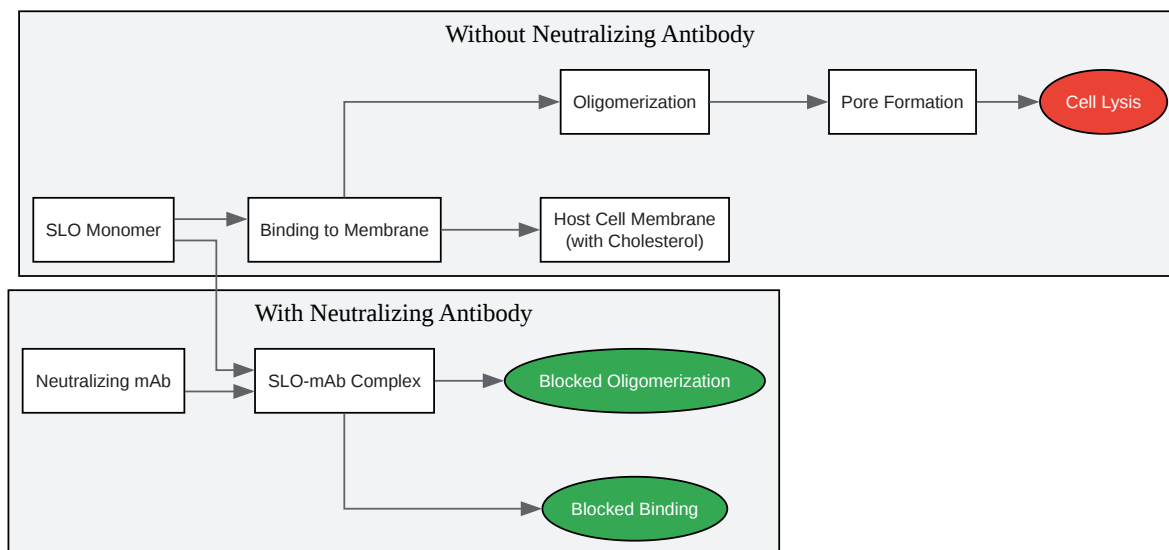 Without Neutralizing Antibody
Oligomerization
Pore Formation
Cell Lysis
SLO Monomer
Binding to Membrane
Host Cell Membrane
(with Cholesterol)
With Neutralizing Antibody
Neutralizing mAb
SLO-mAb Complex
Blocked Oligomerization
Blocked Binding